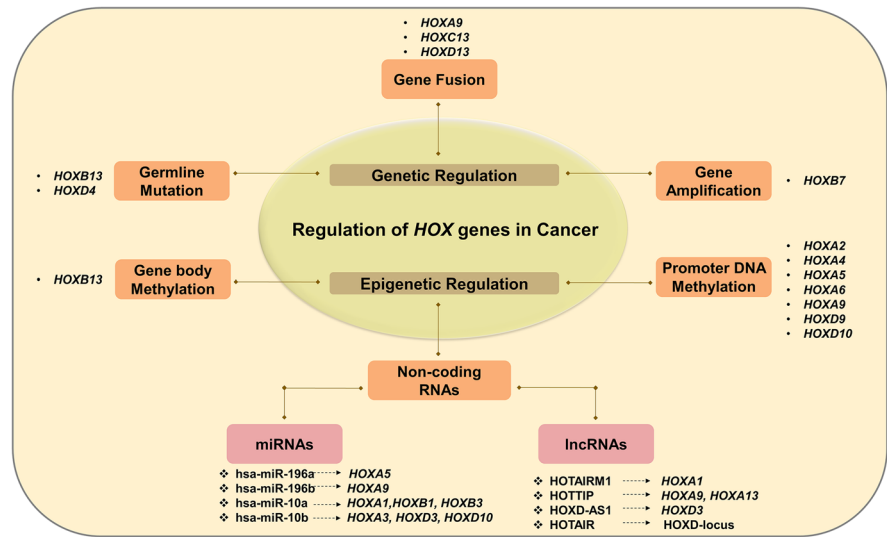 • HOXA9
• HOXC13
• HOXD13
Gene Fusion
• HOXB13
• HOXD4
Germline
Mutation
Genetic Regulation
Gene
Amplification
• HOXB7
Regulation of HOX genes in Cancer
• HOXB13
Gene body
Methylation
Epigenetic Regulation
Promoter DNA
Methylation
• HOXA2
• HOXA4
• HOXA5
• HOXA6
• HOXA9
• HOXD9
• HOXD10
Non-coding
RNAs
miRNAs
❖ hsa-miR-196a ----> HOXA5
❖ hsa-miR-196b ----> HOXA9
❖ hsa-miR-10a ----> HOXA1,HOXB1, HOXB3
❖ hsa-miR-10b ----> HOXA3, HOXD3, HOXD10
lncRNAs
❖ HOTAIRM1 ----> HOXA1
❖ HOTTIP ----> HOXA9, HOXA13
❖ HOXD-AS1 ----> HOXD3
❖ HOTAIR ----> HOXD-locus